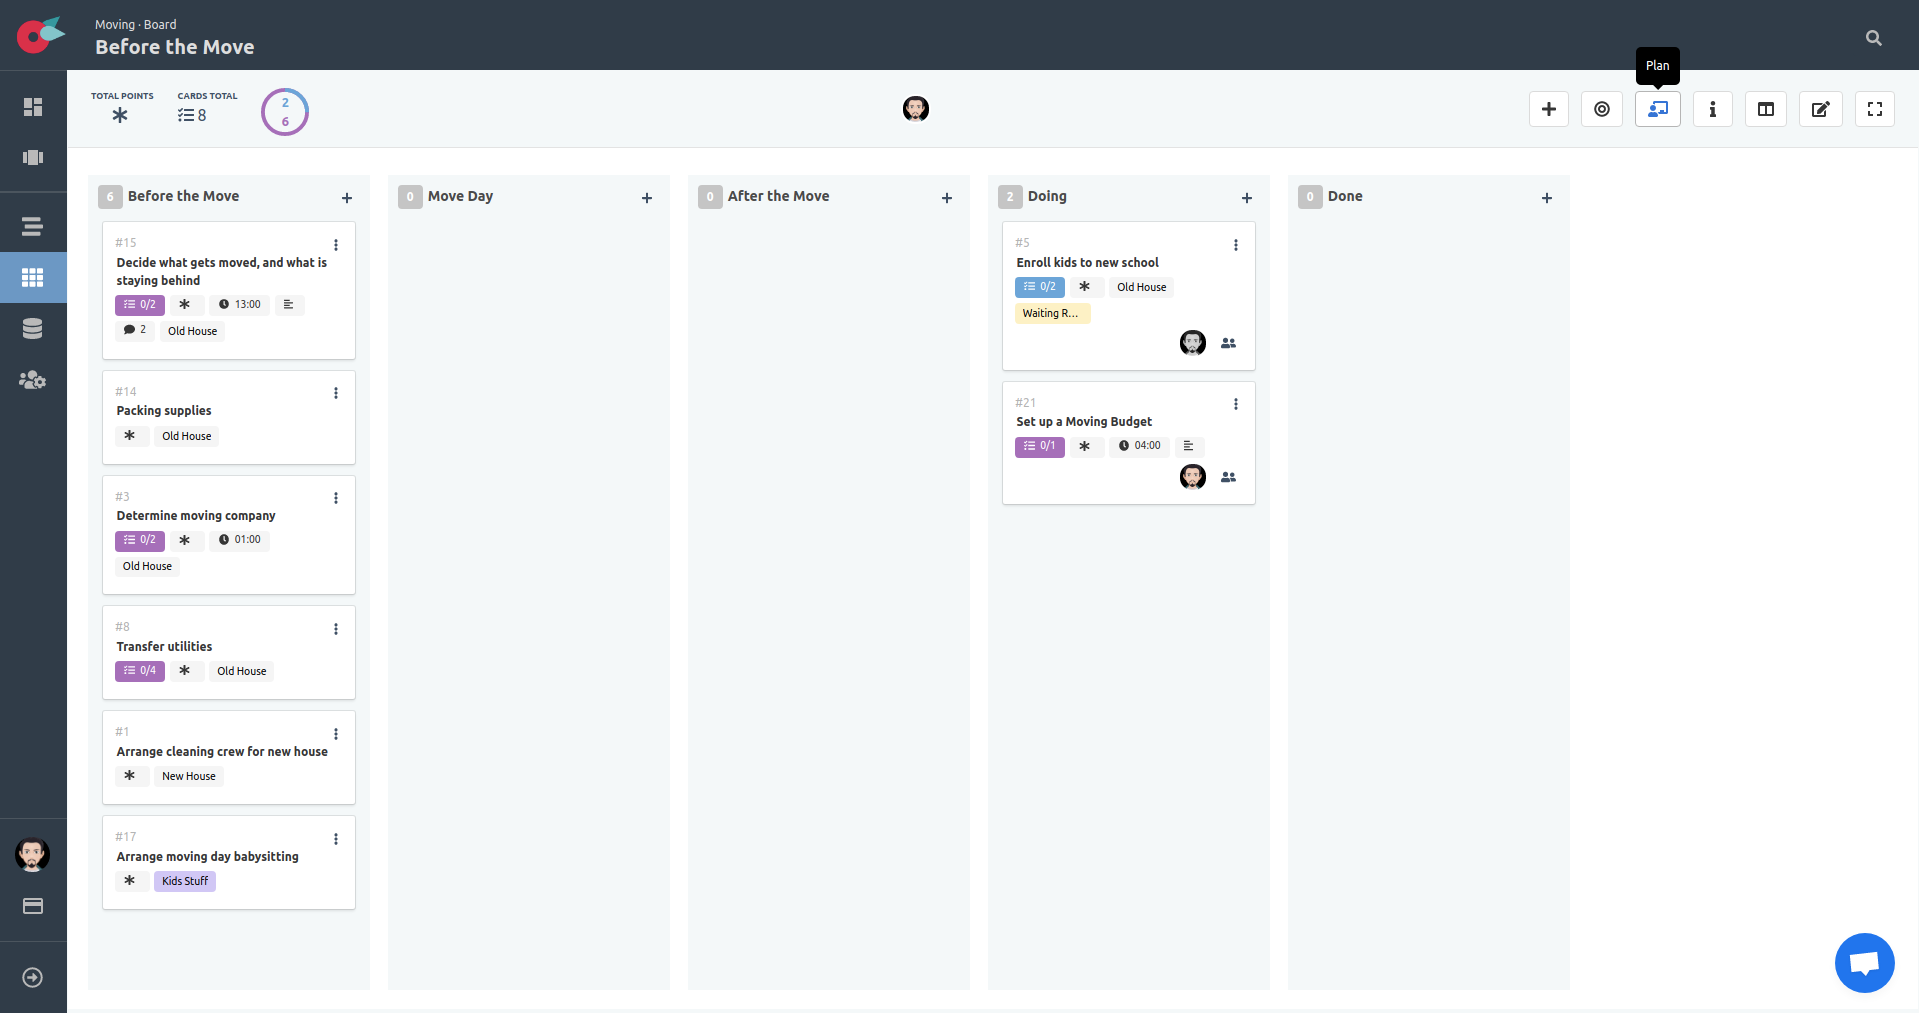 Moving · Board
Before the Move
Plan
TOTAL POINTS
CARDS TOTAL
8
2
6
6 Before the Move
#15
Decide what gets moved, and what is
staying behind
0/2
13:00
2
Old House
#14
Packing supplies
Old House
#3
Determine moving company
0/2
01:00
Old House
#8
Transfer utilities
0/4
Old House
#1
Arrange cleaning crew for new house
New House
#17
Arrange moving day babysitting
Kids Stuff
0 Move Day
0 After the Move
2 Doing
#5
Enroll kids to new school
0/2
Old House
Waiting R...
#21
Set up a Moving Budget
0/1
04:00
0 Done